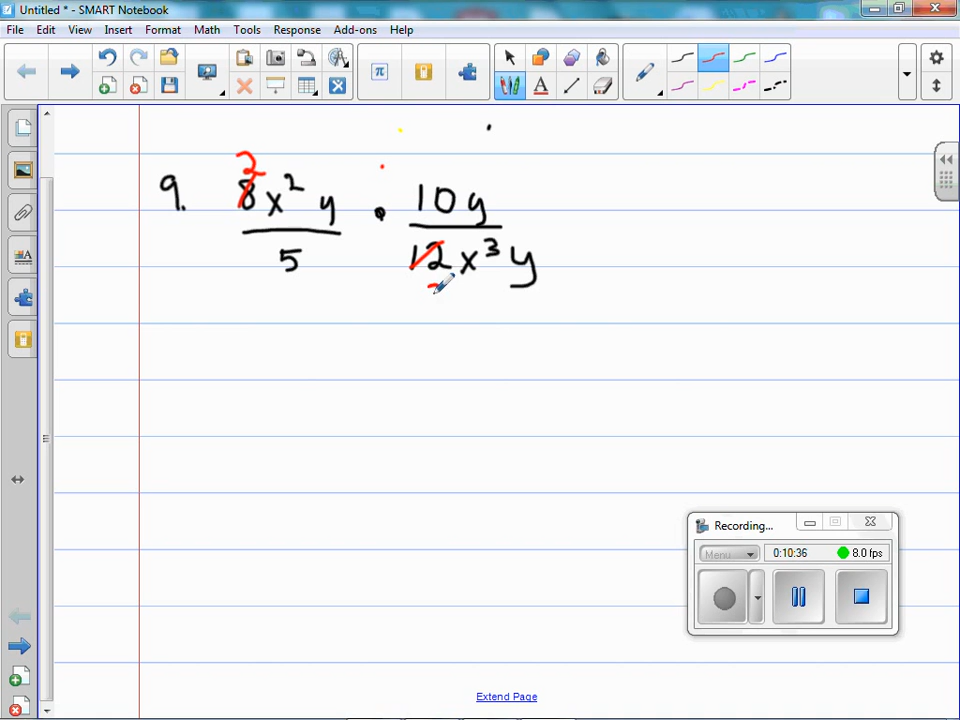 Untitled * - SMART Notebook
File Edit View Insert Format Math Tools Response Add-ons Help
2
9. 8x² y · 10y
5 12x³ y
Recording...
Menu 0:10:36 8.0 fps
Extend Page